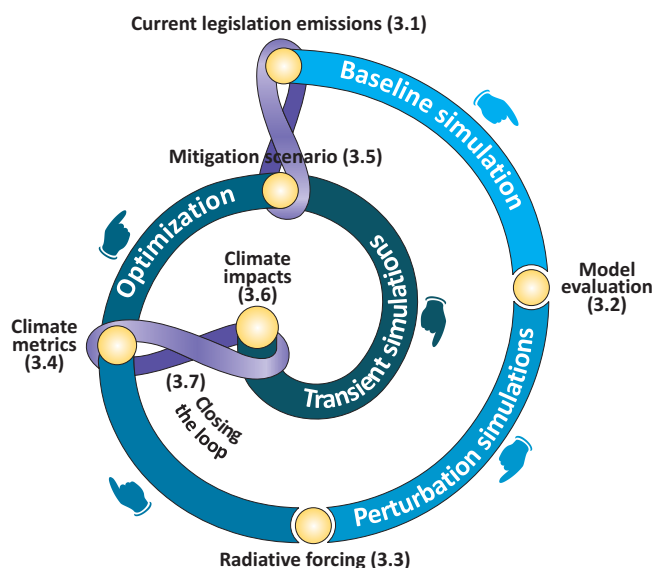 Current legislation emissions (3.1)
Baseline simulation
Mitigation scenario (3.5)
Optimization
Climate
impacts
(3.6)
Transient simulations
Model
evaluation
(3.2)
Climate
metrics
(3.4)
(3.7)
Closing
the loop
Perturbation simulations
Radiative forcing (3.3)